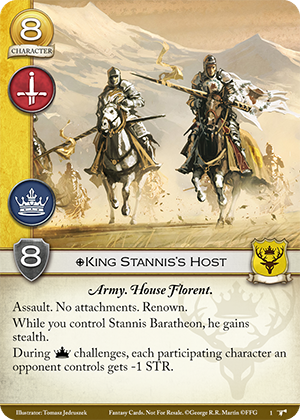 8
CHARACTER
8
KING STANNIS'S HOST
Army. House Florent.
Assault. No attachments. Renown.
While you control Stannis Baratheon, he gains
stealth.
During challenges, each participating character an
opponent controls gets -1 STR.
Illustrator: Tomasz Jedruszek Fantasy Cards. Not For Resale. ©George R.R. Martin ©FFG 1